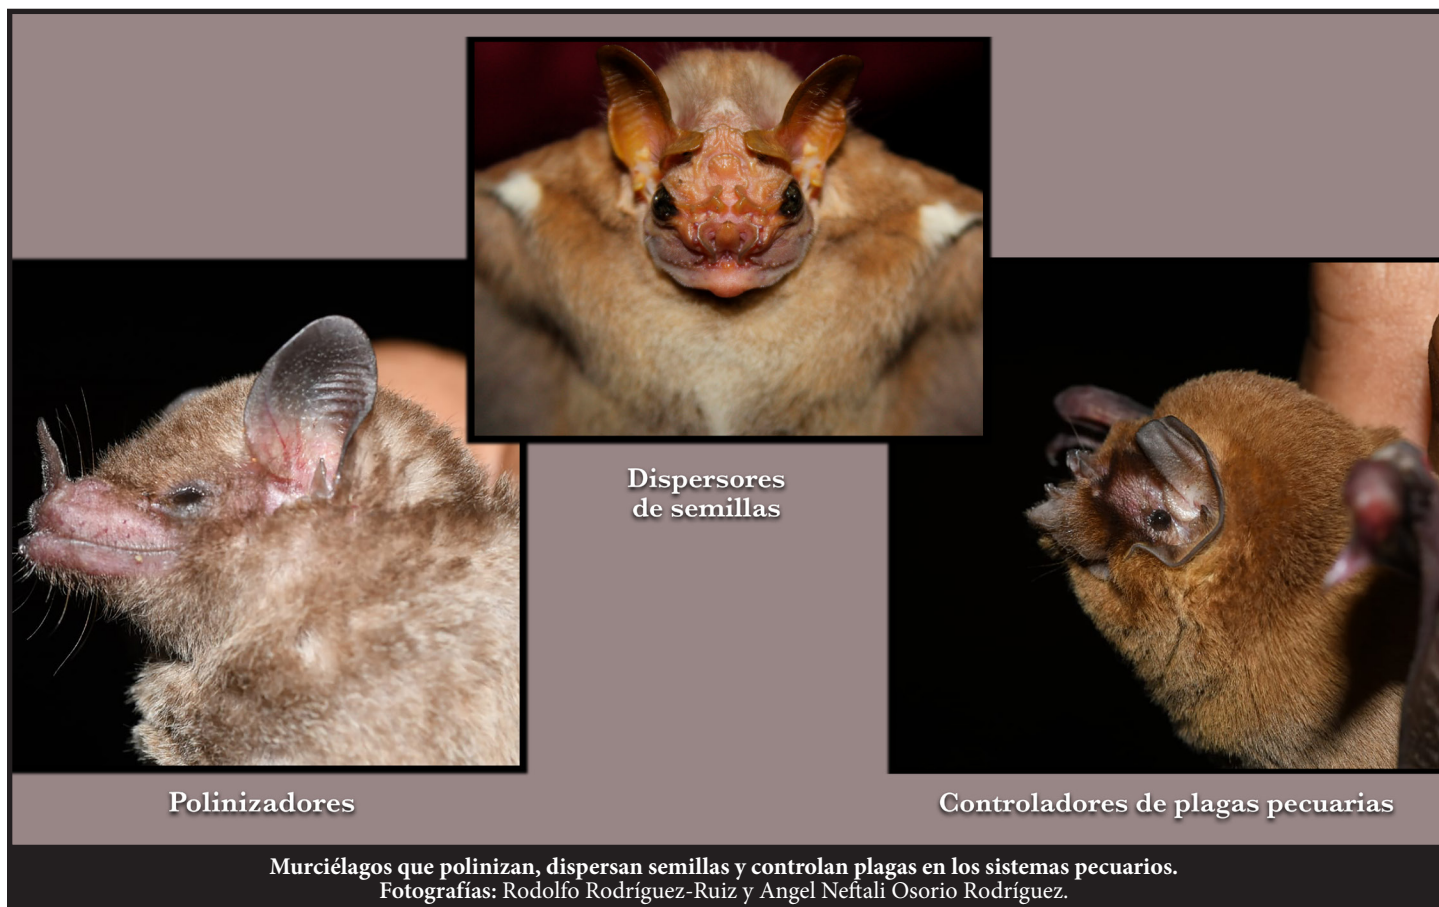 Dispersores
de semillas
Polinizadores
Controladores de plagas pecuarias
Murciélagos que polinizan, dispersan semillas y controlan plagas en los sistemas pecuarios.
Fotografías: Rodolfo Rodríguez-Ruiz y Angel Neftali Osorio Rodríguez.